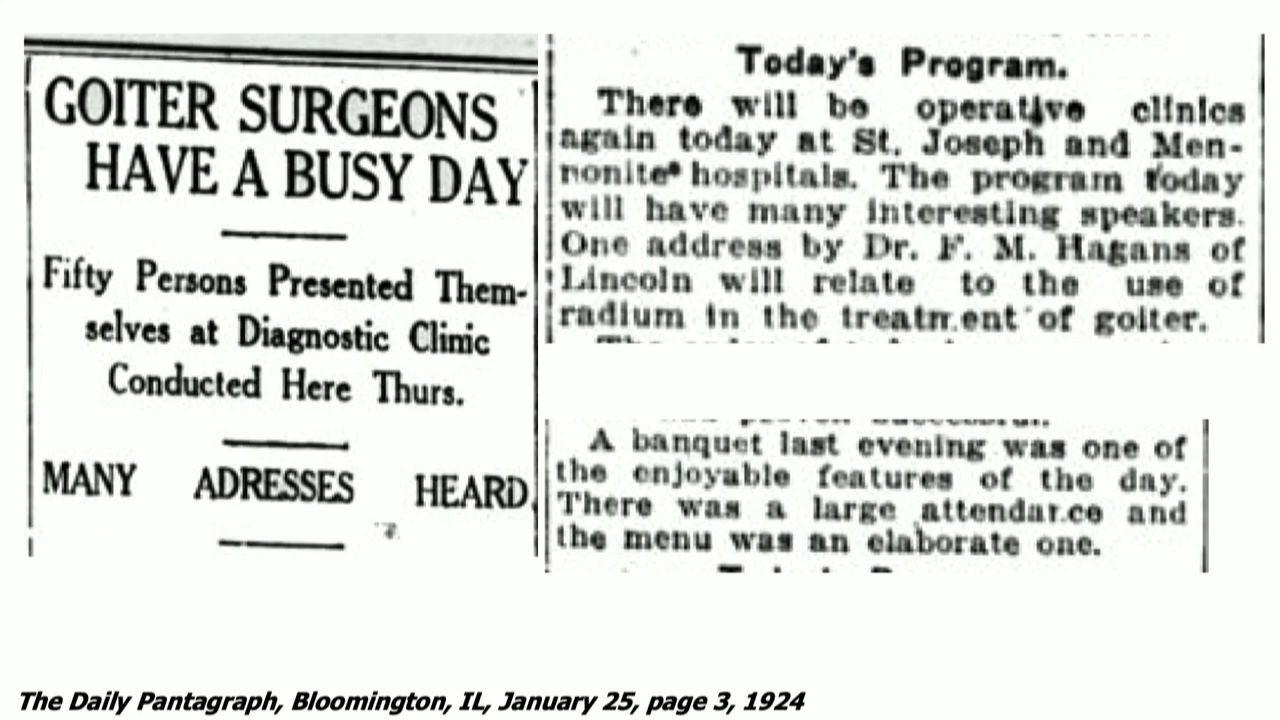 GOITER SURGEONS
HAVE A BUSY DAY
Fifty Persons Presented Them-
selves at Diagnostic Clinic
Conducted Here Thurs.
MANY ADRESSES HEARD
Today's Program.
There will be operative clinics
again today at St. Joseph and Men-
nonite hospitals. The program today
will have many interesting speakers.
One address by Dr. F. M. Hagans of
Lincoln will relate to the use of
radium in the treatment of goiter.
A banquet last evening was one of
the enjoyable features of the day.
There was a large attendance and
the menu was an elaborate one.
The Daily Pantagraph, Bloomington, IL, January 25, page 3, 1924